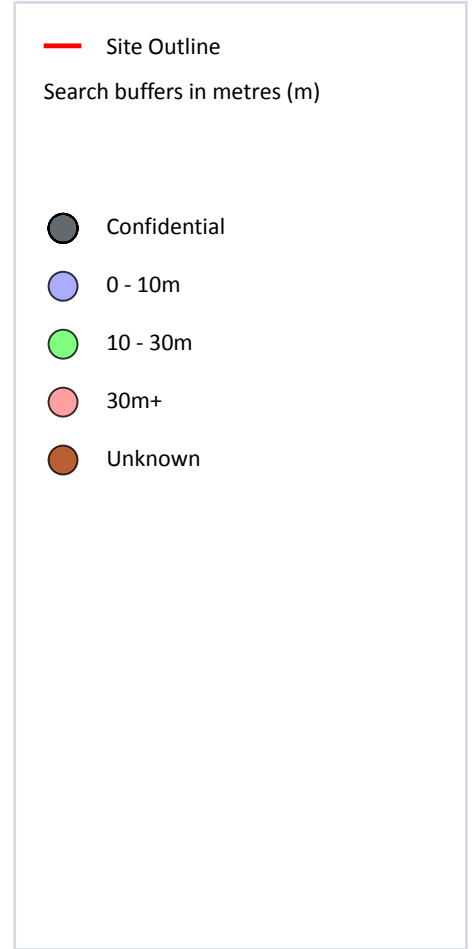 Site Outline
Search buffers in metres (m)
Confidential
0 - 10m
10 - 30m
30m+
Unknown